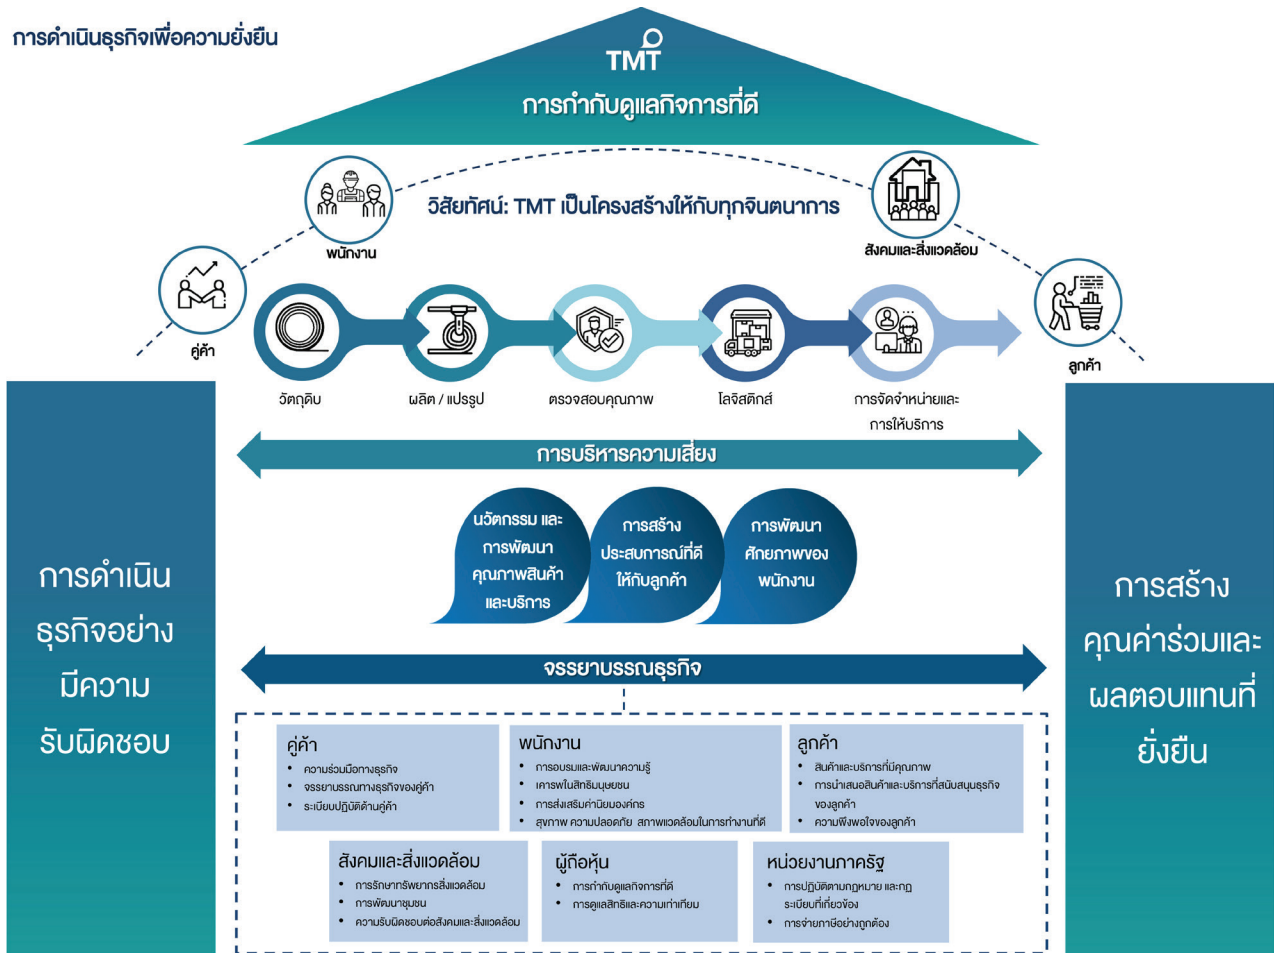 การดำเนินธุรกิจเพื่อความยั่งยืน
TMT
การกำกับดูแลกิจการที่ดี
วิสัยทัศน์: TMT เป็นโครงสร้างให้กับทุกจินตนาการ
พนักงาน
สังคมและสิ่งแวดล้อม
คู่ค้า
ลูกค้า
วัตถุดิบ
ผลิต / แปรรูป
ตรวจสอบคุณภาพ
โลจิสติกส์
การจัดจำหน่ายและ
การให้บริการ
การบริหารความเสี่ยง
นวัตกรรม และ
การพัฒนา
คุณภาพสินค้า
และบริการ
การสร้าง
ประสบการณ์ที่ดี
ให้กับลูกค้า
การพัฒนา
ศักยภาพของ
พนักงาน
การดำเนิน
ธุรกิจอย่าง
มีความ
รับผิดชอบ
การสร้าง
คุณค่าร่วมและ
ผลตอบแทนที่
ยั่งยืน
จรรยาบรรณธุรกิจ
คู่ค้า
• ความร่วมมือทางธุรกิจ
• จรรยาบรรณทางธุรกิจของคู่ค้า
• ระเบียบปฏิบัติด้านคู่ค้า
พนักงาน
• การอบรมและพัฒนาความรู้
• เคารพในสิทธิมนุษยชน
• การส่งเสริมค่านิยมองค์กร
• สุขภาพ ความปลอดภัย สภาพแวดล้อมในการทำงานที่ดี
ลูกค้า
• สินค้าและบริการที่มีคุณภาพ
• การนำเสนอสินค้าและบริการที่สนับสนุนธุรกิจ
ของลูกค้า
• ความพึงพอใจของลูกค้า
สังคมและสิ่งแวดล้อม
• การรักษาทรัพยากรสิ่งแวดล้อม
• การพัฒนาชุมชน
• ความรับผิดชอบต่อสังคมและสิ่งแวดล้อม
ผู้ถือหุ้น
• การกำกับดูแลกิจการที่ดี
• การดูแลสิทธิและความเท่าเทียม
หน่วยงานภาครัฐ
• การปฏิบัติตามกฎหมาย และกฎ
ระเบียบที่เกี่ยวข้อง
• การจ่ายภาษีอย่างถูกต้อง